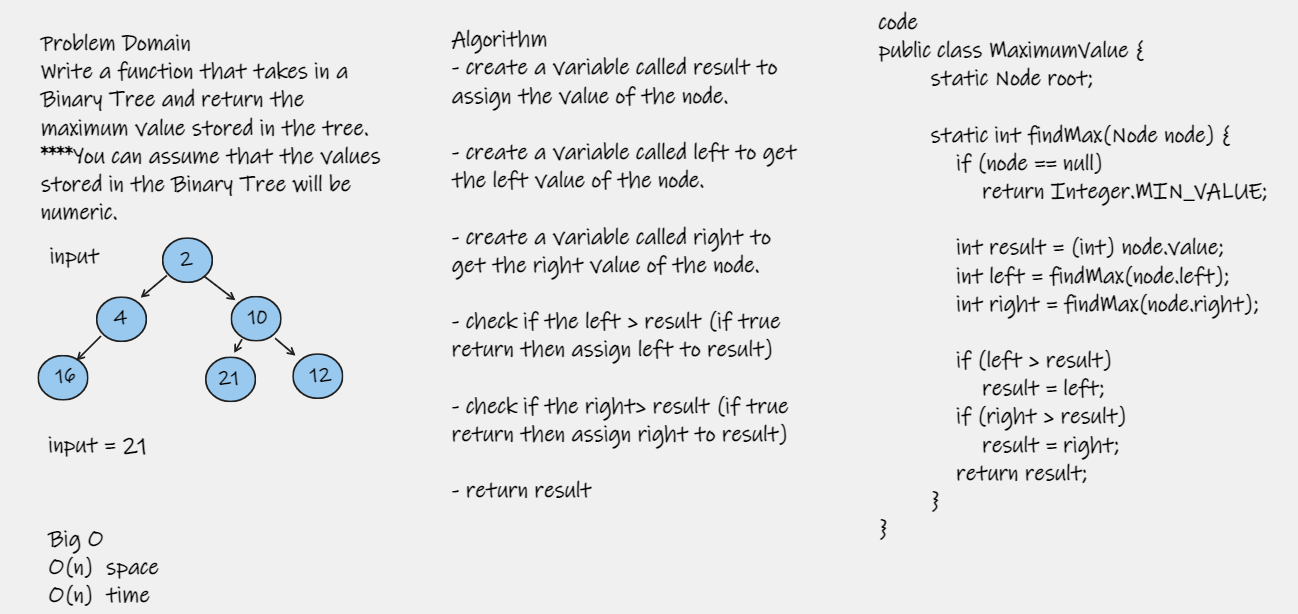 Problem Domain
Write a function that takes in a
Binary Tree and return the
maximum value stored in the tree.
****You can assume that the values
stored in the Binary Tree will be
numeric.
input
2
4
10
16
21
12
input = 21
Big O
O(n) space
O(n) time
Algorithm
- create a variable called result to
assign the value of the node.
- create a variable called left to get
the left value of the node.
- create a variable called right to
get the right value of the node.
- check if the left > result (if true
return then assign left to result)
- check if the right> result (if true
return then assign right to result)
- return result
code
public class MaximumValue {
static Node root;
static int findMax(Node node) {
if (node == null)
return Integer.MIN_VALUE;
int result = (int) node.value;
int left = findMax(node.left);
int right = findMax(node.right);
if (left > result)
result = left;
if (right > result)
result = right;
return result;
}
}